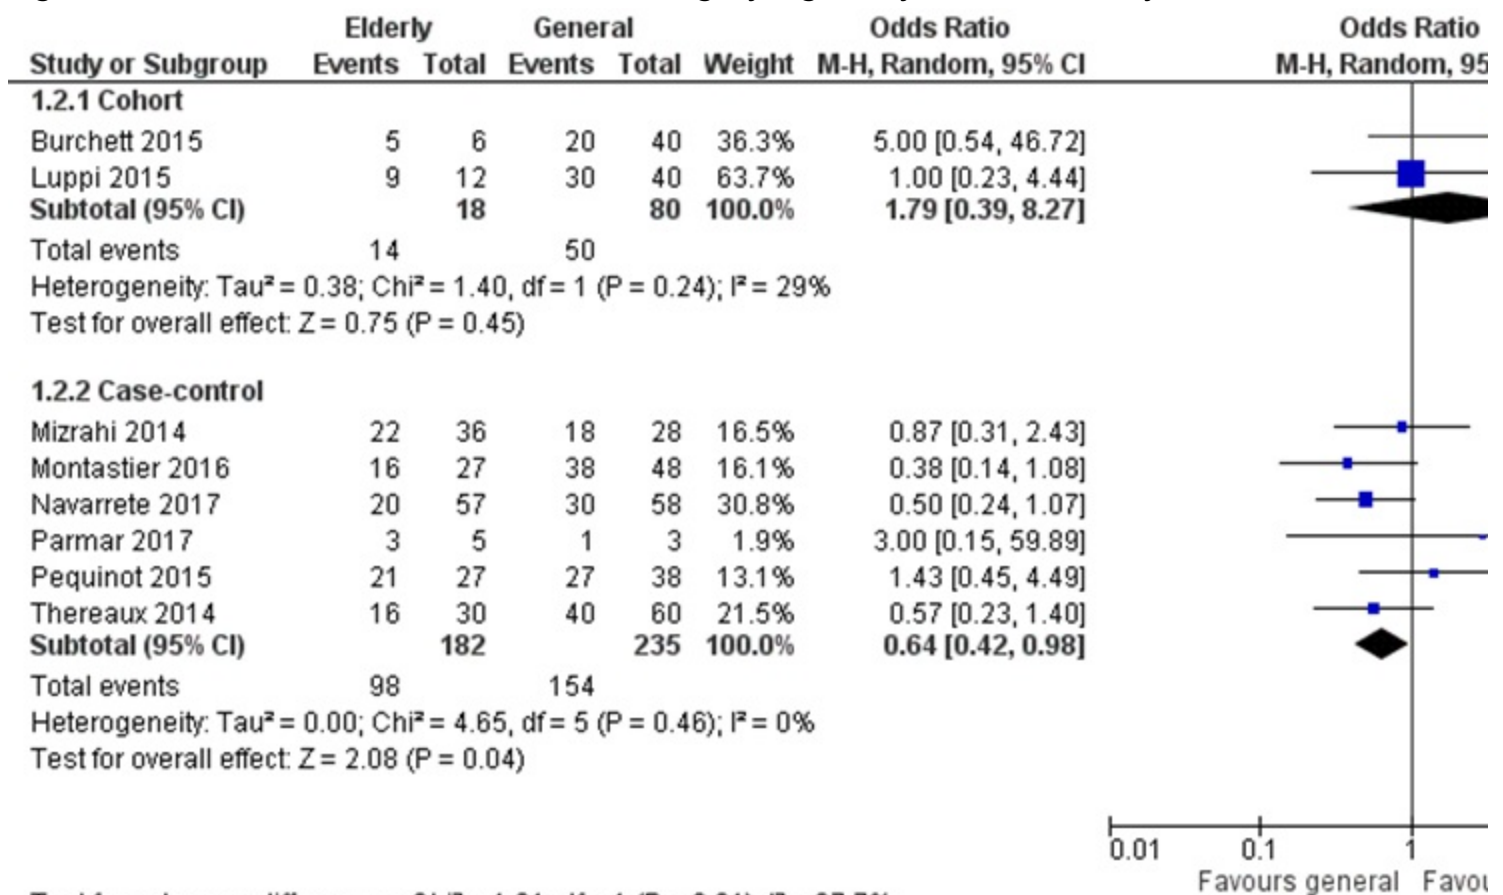 Elderly General Odds Ratio Odds Ratio
Study or Subgroup Events Total Events Total Weight M-H, Random, 95% CI M-H, Random, 95
1.2.1 Cohort
Burchett 2015 5 6 20 40 36.3% 5.00 [0.54, 46.72]
Luppi 2015 9 12 30 40 63.7% 1.00 [0.23, 4.44]
Subtotal (95% CI) 18 80 100.0% 1.79 [0.39, 8.27]
Total events 14 50
Heterogeneity: Tau² = 0.38; Chi² = 1.40, df = 1 (P = 0.24); I² = 29%
Test for overall effect: Z = 0.75 (P = 0.45)
1.2.2 Case-control
Mizrahi 2014 22 36 18 28 16.5% 0.87 [0.31, 2.43]
Montastier 2016 16 27 38 48 16.1% 0.38 [0.14, 1.08]
Navarrete 2017 20 57 30 58 30.8% 0.50 [0.24, 1.07]
Parmar 2017 3 5 1 3 1.9% 3.00 [0.15, 59.89]
Pequinot 2015 21 27 27 38 13.1% 1.43 [0.45, 4.49]
Thereaux 2014 16 30 40 60 21.5% 0.57 [0.23, 1.40]
Subtotal (95% CI) 182 235 100.0% 0.64 [0.42, 0.98]
Total events 98 154
Heterogeneity: Tau² = 0.00; Chi² = 4.65, df = 5 (P = 0.46); I² = 0%
Test for overall effect: Z = 2.08 (P = 0.04)
0.01 0.1 1
Favours general Favou